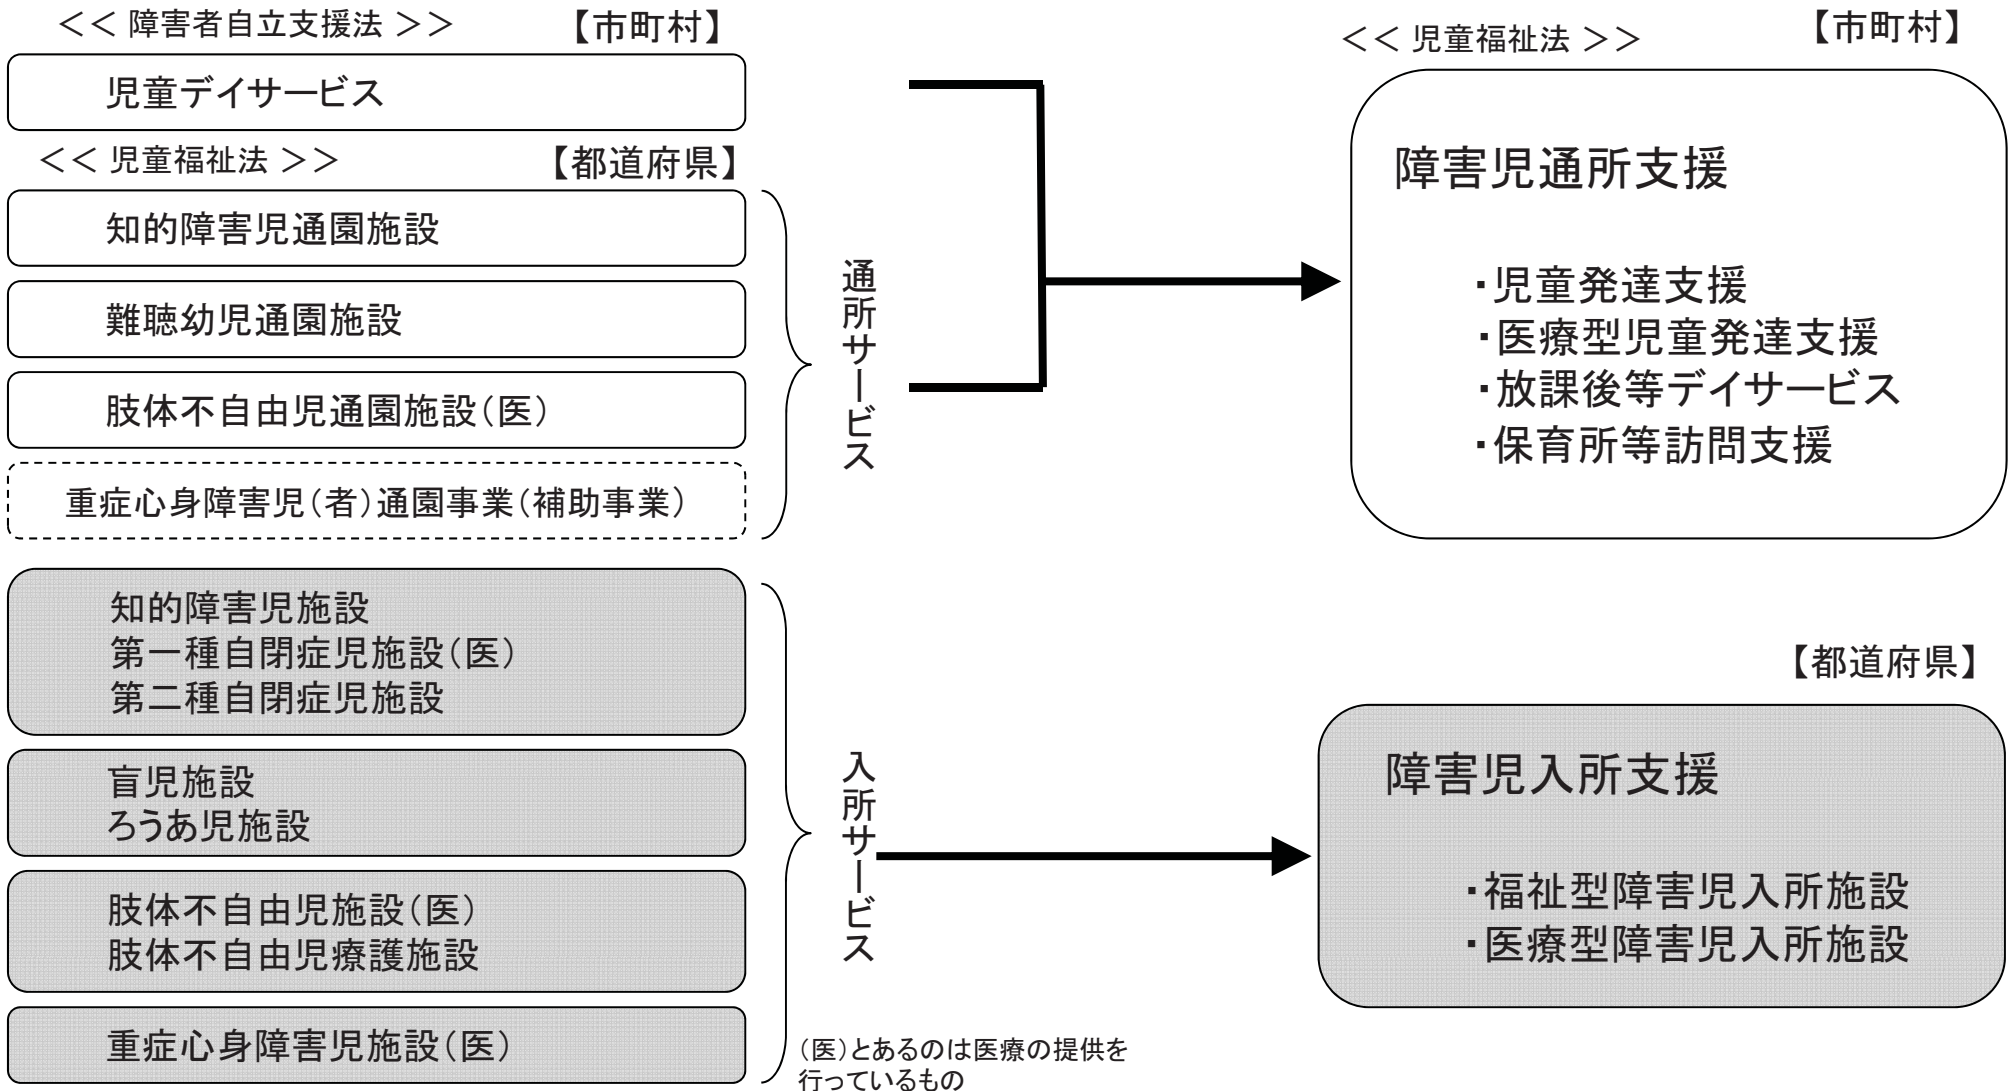 ＜＜ 障害者自立支援法 ＞＞
【市町村】
児童デイサービス
＜＜ 児童福祉法 ＞＞
【都道府県】
知的障害児通園施設
難聴幼児通園施設
肢体不自由児通園施設（医）
重症心身障害児（者）通園事業（補助事業）
通所サービス
知的障害児施設
第一種自閉症児施設（医）
第二種自閉症児施設
盲児施設
ろうあ児施設
肢体不自由児施設（医）
肢体不自由児療護施設
重症心身障害児施設（医）
入所サービス
（医）とあるのは医療の提供を
行っているもの
＜＜ 児童福祉法 ＞＞
【市町村】
障害児通所支援
・児童発達支援
・医療型児童発達支援
・放課後等デイサービス
・保育所等訪問支援
【都道府県】
障害児入所支援
・福祉型障害児入所施設
・医療型障害児入所施設